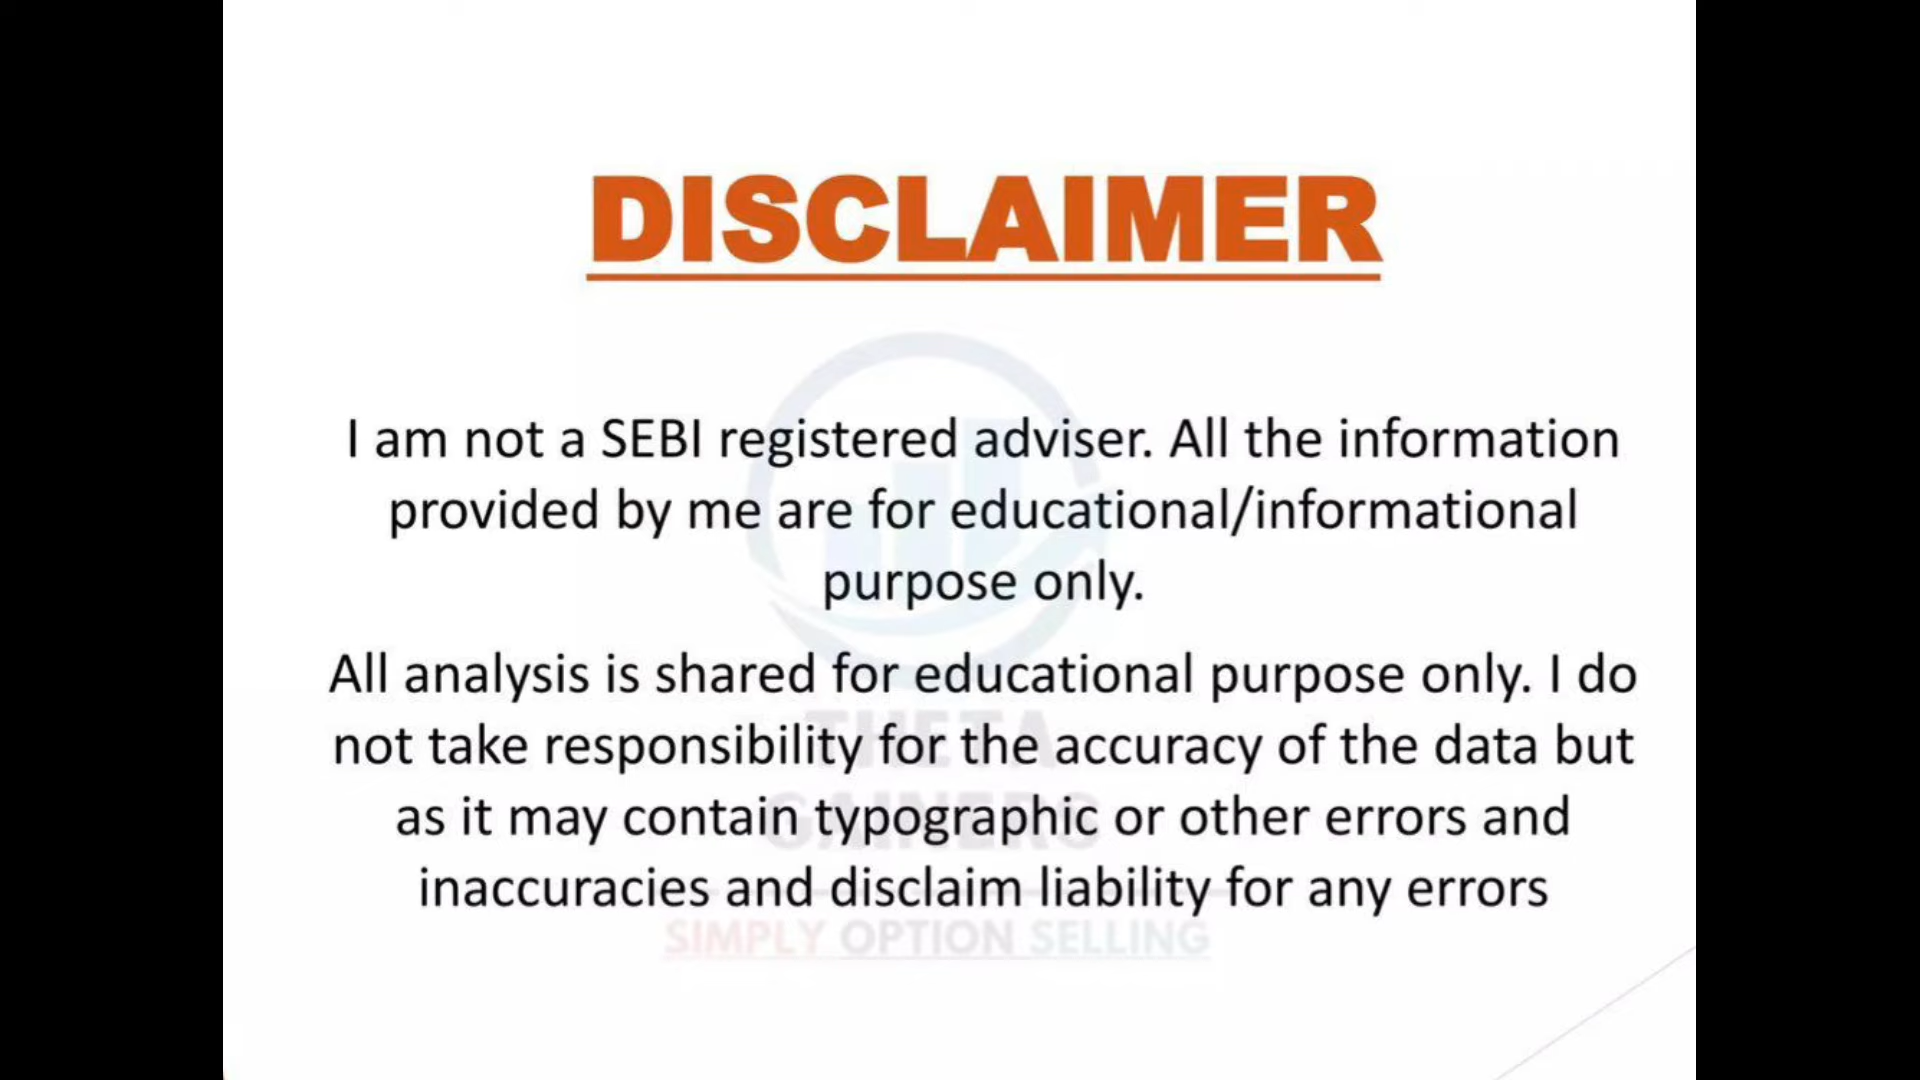 DISCLAIMER
I am not a SEBI registered adviser. All the information
provided by me are for educational/informational
purpose only.
All analysis is shared for educational purpose only. I do
not take responsibility for the accuracy of the data but
as it may contain typographic or other errors and
inaccuracies and disclaim liability for any errors
THETA
GAINERS
SIMPLY OPTION SELLING